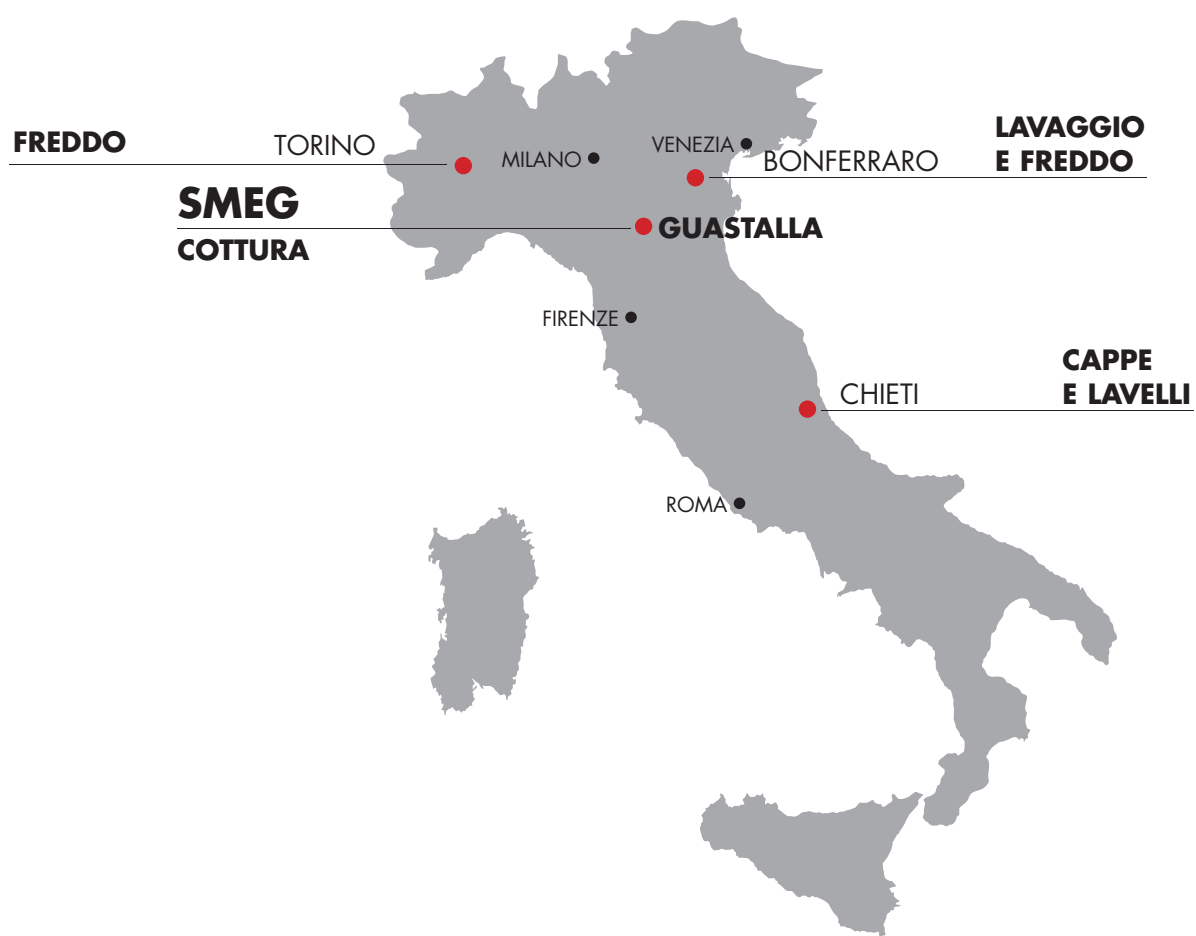 FREDDO
TORINO
MILANO
VENEZIA
BONFERRARO
LAVAGGIO
E FREDDO
SMEG
COTTURA
GUASTALLA
FIRENZE
CHIETI
CAPPE
E LAVELLI
ROMA